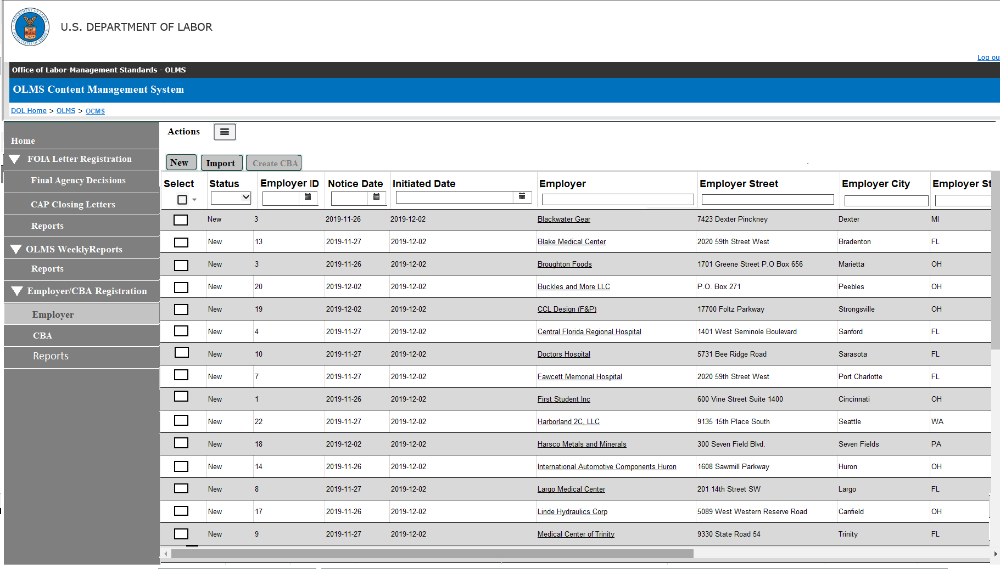 U.S. DEPARTMENT OF LABOR
Log ou
Office of Labor-Management Standards - OLMS
OLMS Content Management System
DOL Home > OLMS > OCMS
Home
FOIA Letter Registration
Final Agency Decisions
CAP Closing Letters
Reports
OLMS WeeklyReports
Reports
Employer/CBA Registration
Employer
CBA
Reports
Actions
New Import Create CBA
Select Status Employer ID Notice Date Initiated Date Employer Employer Street Employer City Employer St
New 3 2019-11-26 2019-12-02 Blackwater Gear 7423 Dexter Pinckney Dexter MI
New 13 2019-11-27 2019-12-02 Blake Medical Center 2020 59th Street West Bradenton FL
New 3 2019-11-26 2019-12-02 Broughton Foods 1701 Greene Street P.O Box 656 Marietta OH
New 20 2019-12-02 2019-12-02 Buckles and More LLC P.O. Box 271 Peebles OH
New 19 2019-12-02 2019-12-02 CCL Design (F&P) 17700 Foltz Parkway Strongsville OH
New 4 2019-11-27 2019-12-02 Central Florida Regional Hospital 1401 West Seminole Boulevard Sanford FL
New 10 2019-11-27 2019-12-02 Doctors Hospital 5731 Bee Ridge Road Sarasota FL
New 7 2019-11-27 2019-12-02 Fawcett Memorial Hospital 2020 59th Street West Port Charlotte FL
New 1 2019-11-26 2019-12-02 First Student Inc 600 Vine Street Suite 1400 Cincinnati OH
New 22 2019-11-27 2019-12-02 Harborland 2C, LLC 9135 15th Place South Seattle WA
New 18 2019-12-02 2019-12-02 Harsco Metals and Minerals 300 Seven Field Blvd. Seven Fields PA
New 14 2019-11-26 2019-12-02 International Automotive Components Huron 1608 Sawmill Parkway Huron OH
New 8 2019-11-27 2019-12-02 Largo Medical Center 201 14th Street SW Largo FL
New 17 2019-11-26 2019-12-02 Linde Hydraulics Corp 5089 West Western Reserve Road Canfield OH
New 9 2019-11-27 2019-12-02 Medical Center of Trinity 9330 State Road 54 Trinity FL